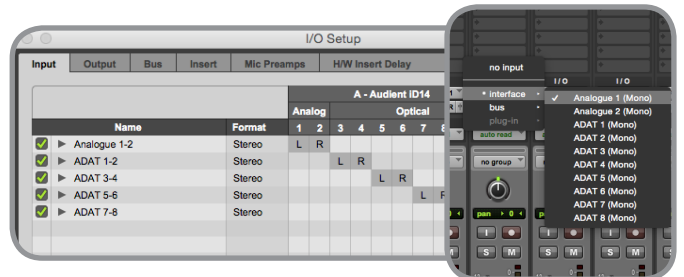 I/O Setup
Input Output Bus Insert Mic Preamps H/W Insert Delay
A - Audient iD14
Analog Optical
Name Format 1 2 3 4 5 6 7 8
Analogue 1-2 Stereo L R
ADAT 1-2 Stereo L R
ADAT 3-4 Stereo L R
ADAT 5-6 Stereo L
ADAT 7-8 Stereo
no input
I/O I/O
interface
bus
plug-in
Analogue 1 (Mono)
Analogue 2 (Mono)
ADAT 1 (Mono)
ADAT 2 (Mono)
ADAT 3 (Mono)
ADAT 4 (Mono)
ADAT 5 (Mono)
ADAT 6 (Mono)
ADAT 7 (Mono)
ADAT 8 (Mono)
auto read
no group
pan 0
I
S M S M S M